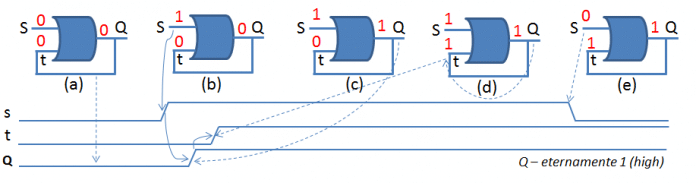 S 0 0 t 0 Q
S 1 0 t 0 Q
S 1 0 t 1 Q
S 1 1 t 1 Q
S 0 1 t 1 Q
(a) (b) (c) (d) (e)
s
t
Q
Q – eternamente 1 (high)